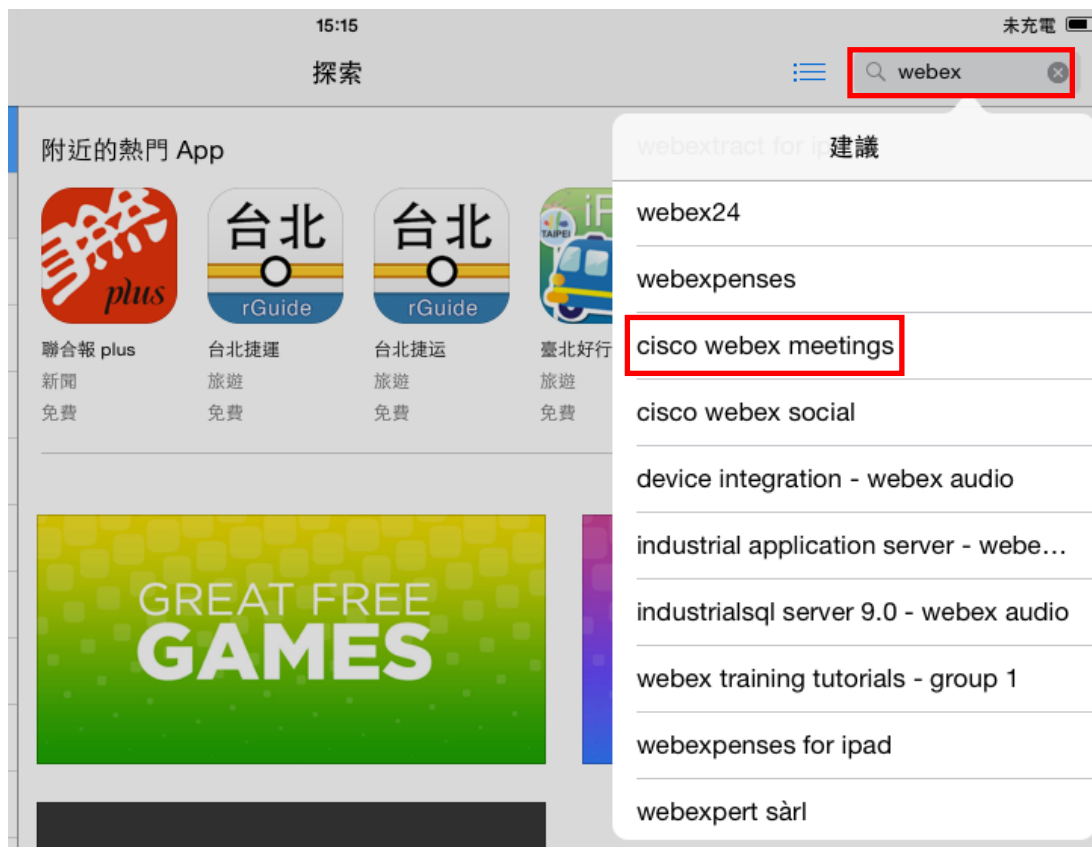 15:15
未充電
探索
webex
附近的熱門 App
webextract for ip
建議
webex24
webexpenses
cisco webex meetings
cisco webex social
device integration - webex audio
industrial application server - webe…
industrialsql server 9.0 - webex audio
webex training tutorials - group 1
webexpenses for ipad
webexpert sàrl
plus
台北
rGuide
台北
rGuide
iP
TAIPEI
聯合報 plus
新聞
免費
台北捷運
旅遊
免費
台北捷运
旅遊
免費
臺北好行
旅遊
免費
GREAT FREE
GAMES